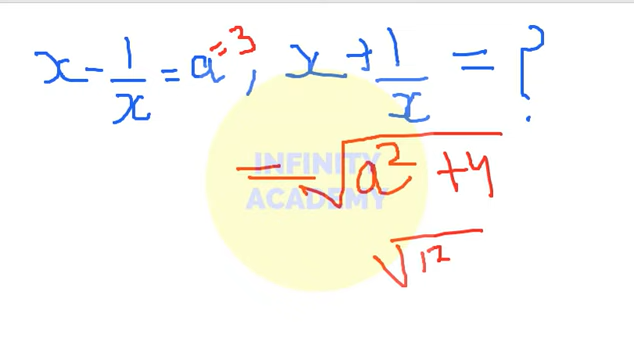 x - 1/x = a = 3, x + 1/x = ?
= √(a² + 4)
√12
INFINITY
ACADEMY